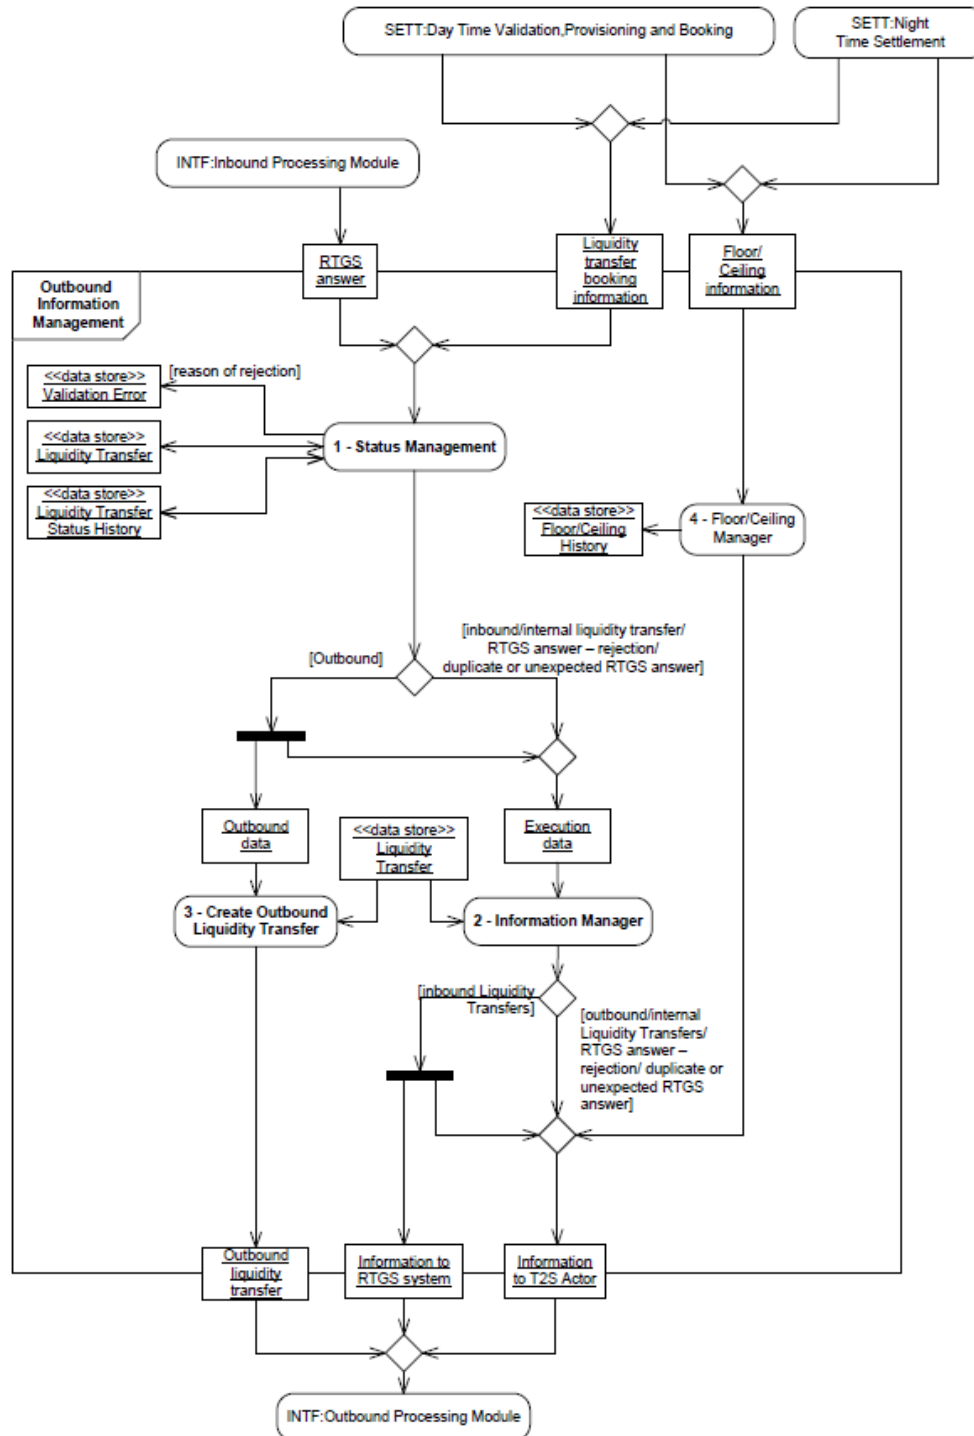 SETT:Day Time Validation,Provisioning and Booking
SETT:Night
Time Settlement
INTF:Inbound Processing Module
RTGS
answer
Liquidity
transfer
booking
information
Floor/
Ceiling
information
Outbound
Information
Management
<<data store>>
Validation Error
[reason of rejection]
<<data store>>
Liquidity Transfer
1 - Status Management
<<data store>>
Liquidity Transfer
Status History
<<data store>>
Floor/Ceiling
History
4 - Floor/Ceiling
Manager
[Outbound]
[inbound/internal liquidity transfer/
RTGS answer – rejection/
duplicate or unexpected RTGS answer]
Outbound
data
<<data store>>
Liquidity
Transfer
Execution
data
3 - Create Outbound
Liquidity Transfer
2 - Information Manager
[inbound Liquidity
Transfers]
[outbound/internal
Liquidity Transfers/
RTGS answer –
rejection/ duplicate or
unexpected RTGS
answer]
Outbound
liquidity
transfer
Information to
RTGS system
Information
to T2S Actor
INTF:Outbound Processing Module